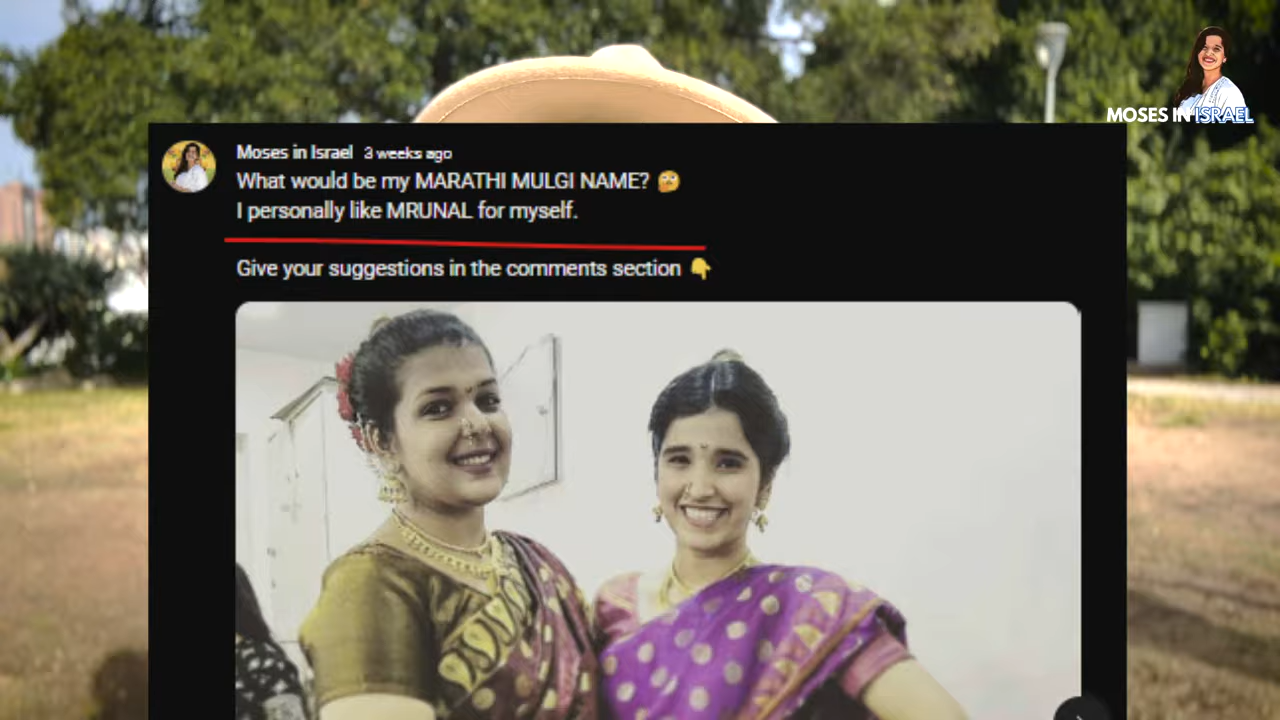 MOSES IN ISRAEL
Moses in Israel 3 weeks ago
What would be my MARATHI MULGI NAME? 🫣
I personally like MRUNAL for myself.
Give your suggestions in the comments section 👇